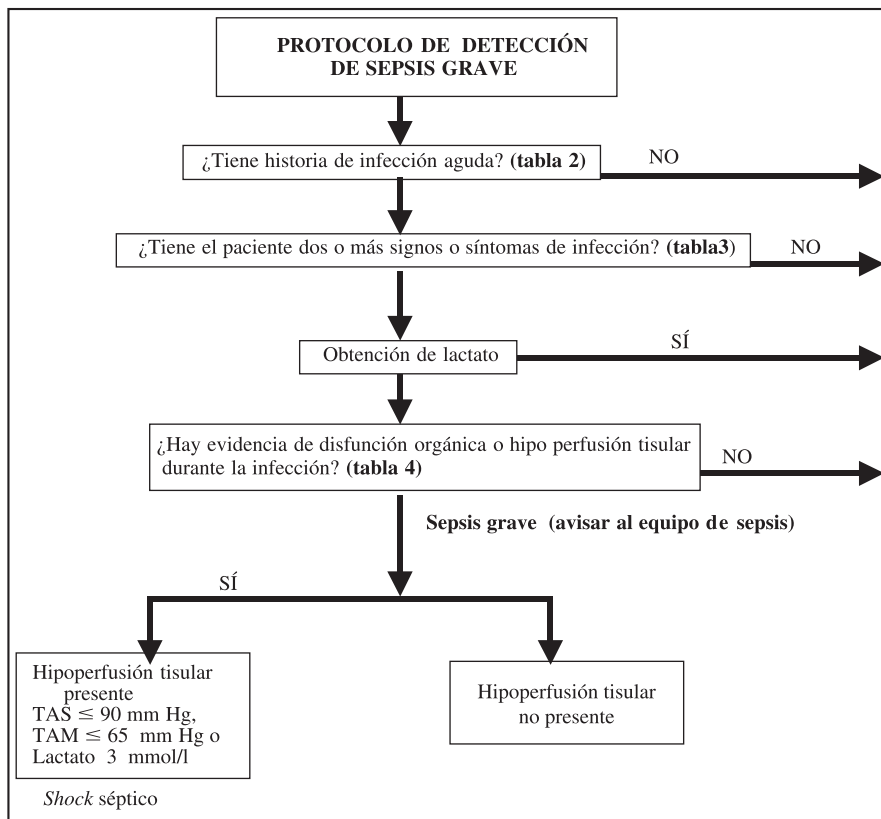 PROTOCOLO DE DETECCIÓN
DE SEPSIS GRAVE
¿Tiene historia de infección aguda? (tabla 2)
NO
¿Tiene el paciente dos o más signos o síntomas de infección? (tabla3)
NO
Obtención de lactato
SÍ
¿Hay evidencia de disfunción orgánica o hipo perfusión tisular
durante la infección? (tabla 4)
NO
Sepsis grave (avisar al equipo de sepsis)
SÍ
Hipoperfusión tisular
presente
TAS ≤ 90 mm Hg,
TAM ≤ 65 mm Hg o
Lactato 3 mmol/l
Hipoperfusión tisular
no presente
Shock séptico